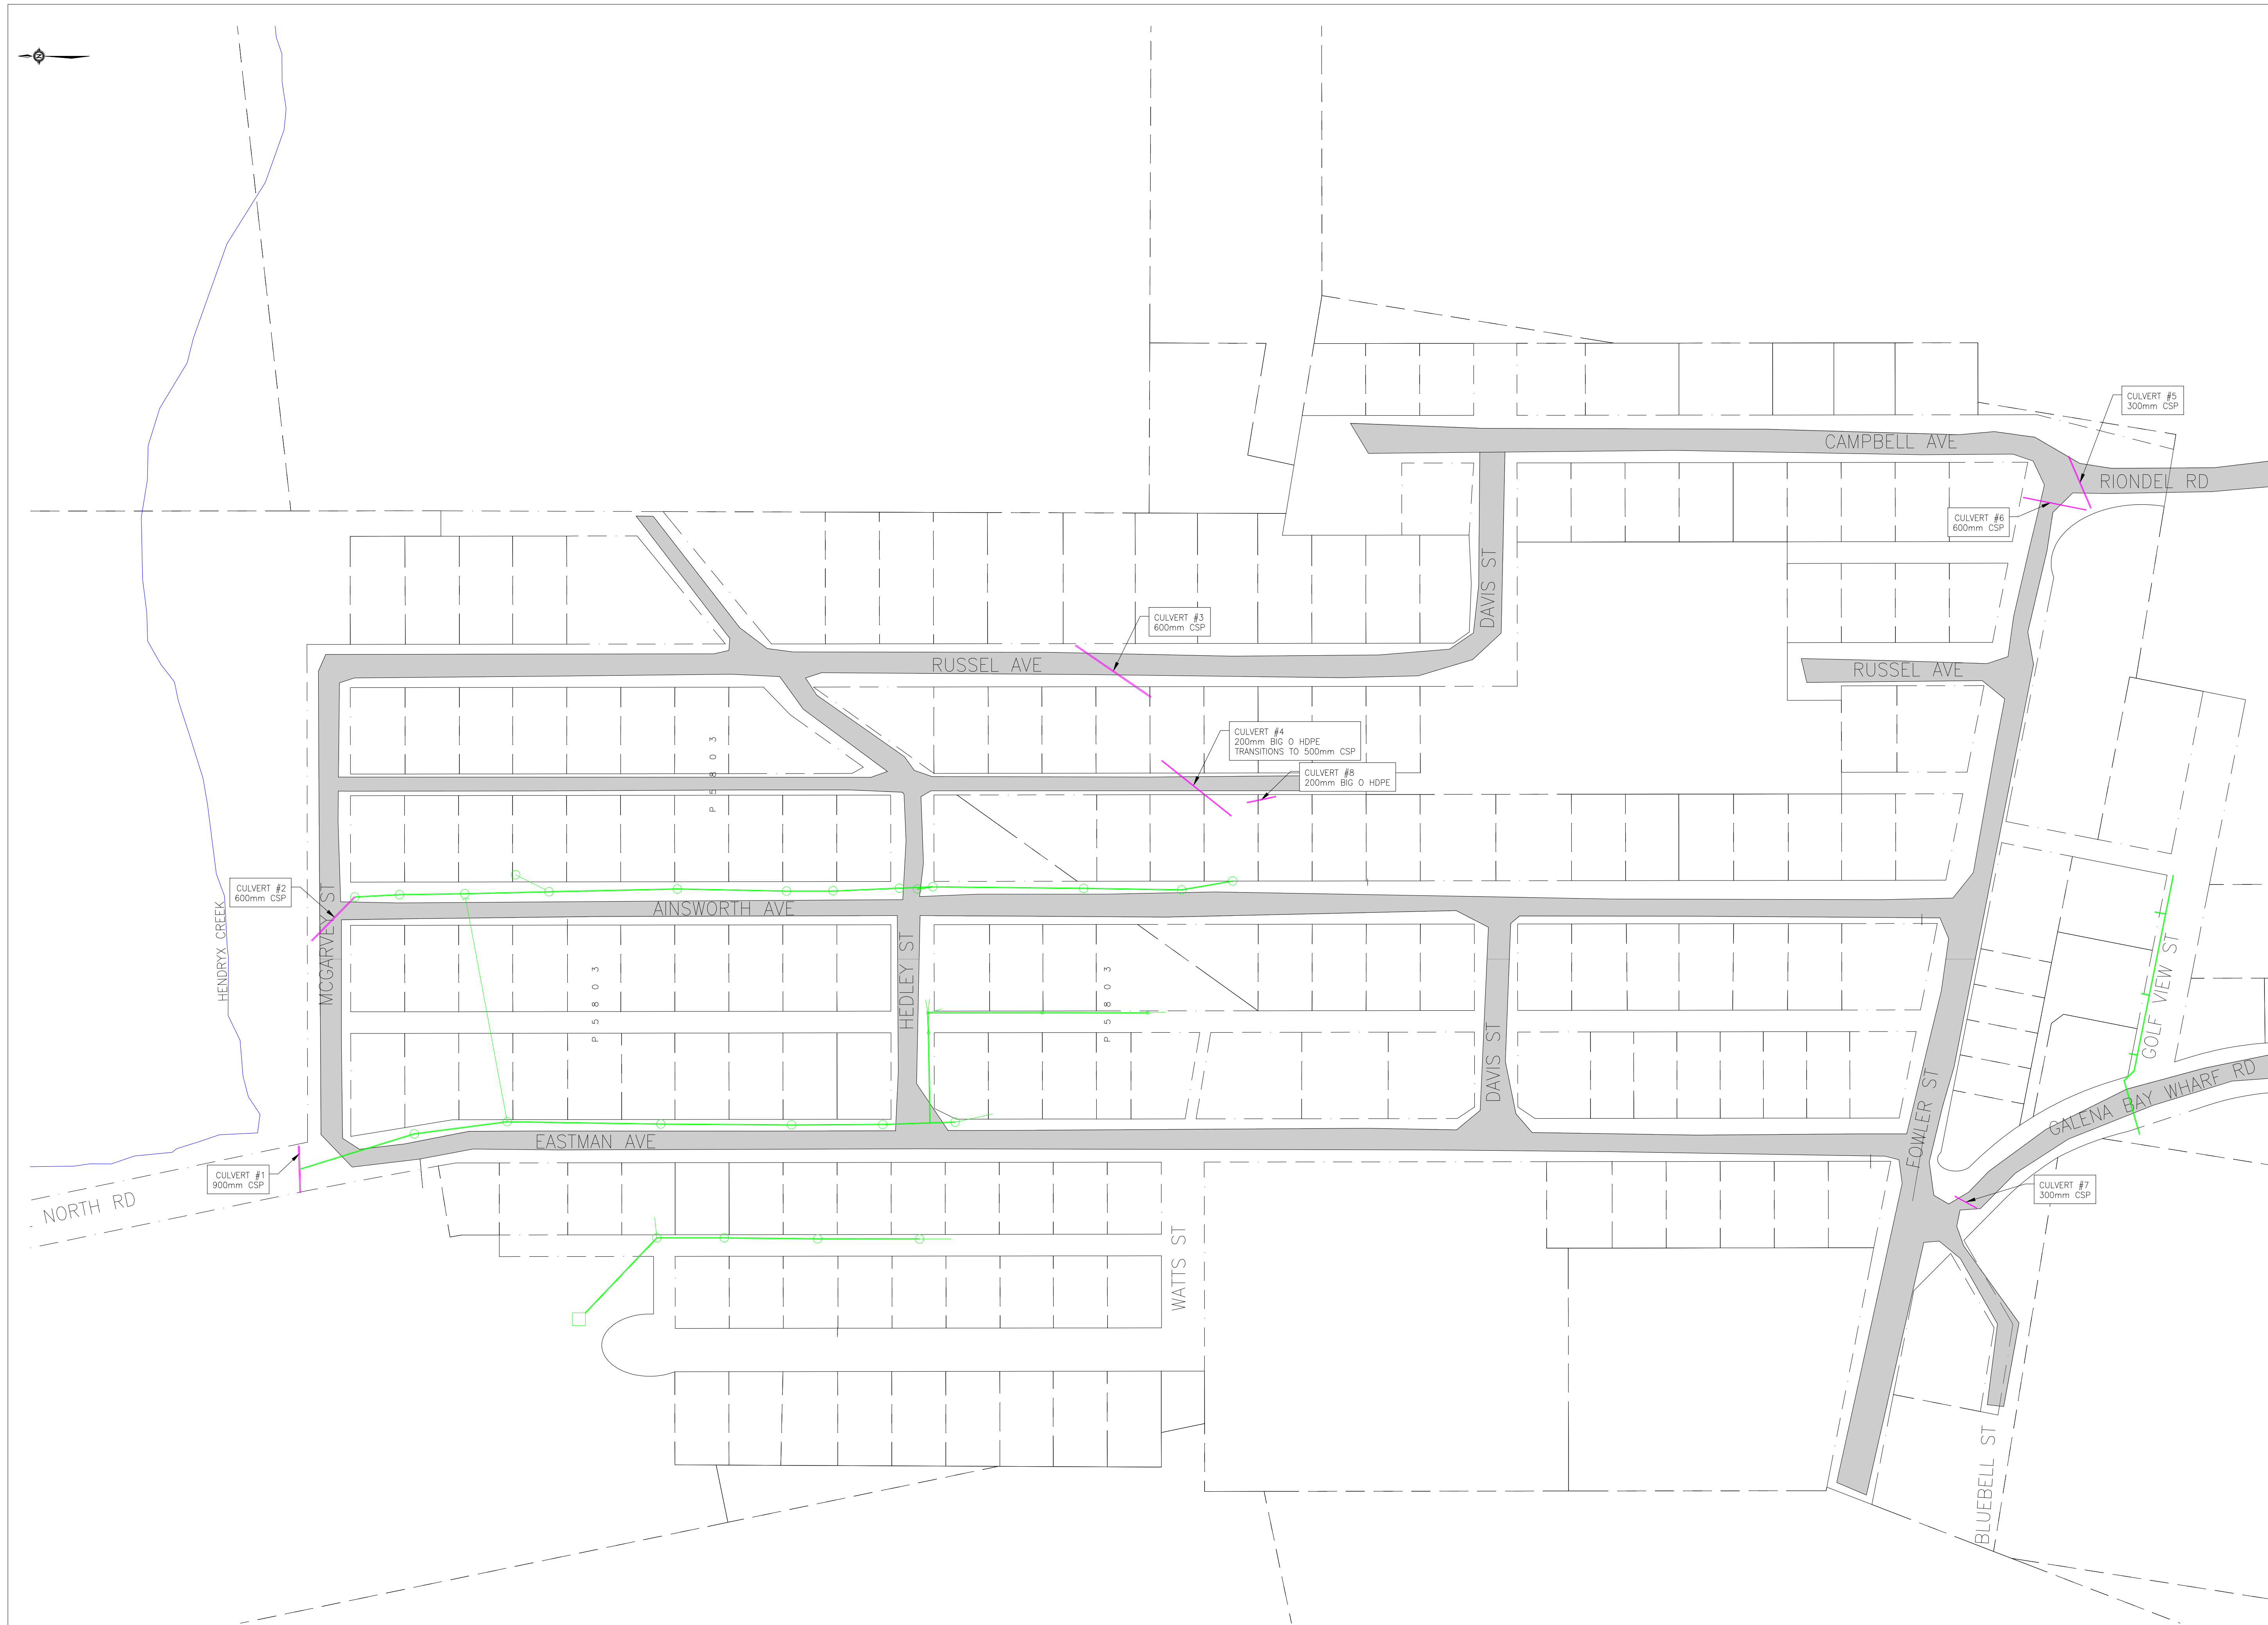 N
CULVERT #5
300mm CSP
CAMPBELL AVE
RIONDEL RD
CULVERT #6
600mm CSP
DAVIS ST
CULVERT #3
600mm CSP
RUSSEL AVE
RUSSEL AVE
CULVERT #4
200mm BIG O HDPE
TRANSITIONS TO 500mm CSP
P 5 8 0 3
CULVERT #8
200mm BIG O HDPE
CULVERT #2
600mm CSP
AINSWORTH AVE
HENDRYX CREEK
MCGARVEY ST
HEDLEY ST
P 5 8 0 3
P 5 8 0 3
DAVIS ST
GOLF VIEW ST
GALENA BAY WHARF RD
FOWLER ST
EASTMAN AVE
CULVERT #1
900mm CSP
NORTH RD
CULVERT #7
300mm CSP
WATTS ST
BLUEBELL ST